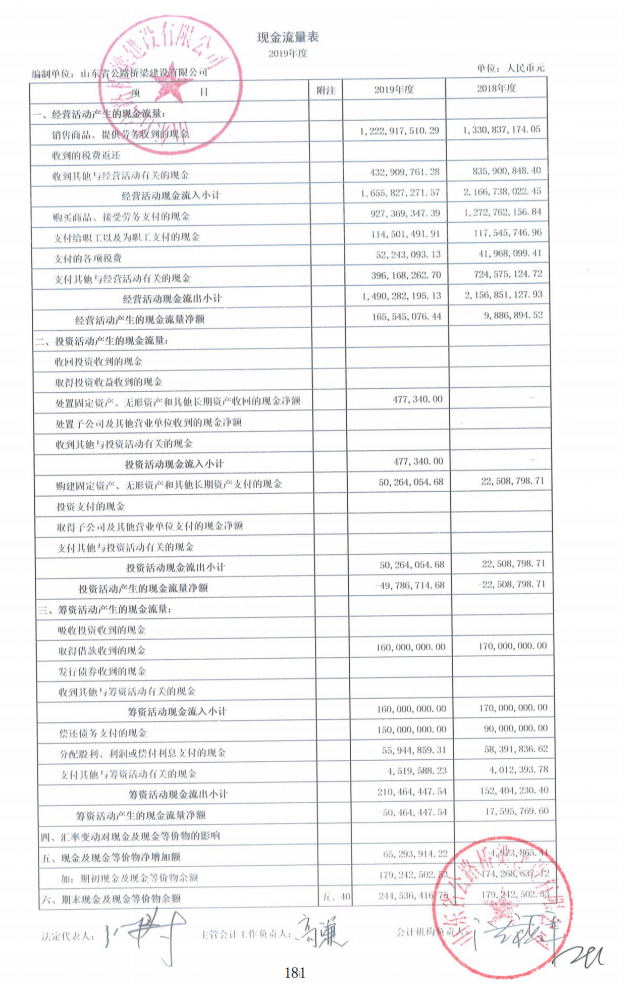 现金流量表
2019年度
编制单位：山东省公路桥梁建设有限公司 单位：人民币元
项 目 附注 2019年度 2018年度
一、经营活动产生的现金流量：
销售商品、提供劳务收到的现金 1,222,917,510.29 1,330,837,174.05
收到的税费返还
收到其他与经营活动有关的现金 432,909,761.28 835,900,848.40
经营活动现金流入小计 1,655,827,271.57 2,166,738,022.45
购买商品、接受劳务支付的现金 927,369,347.39 1,272,762,156.84
支付给职工以及为职工支付的现金 114,501,491.91 117,545,746.96
支付的各项税费 52,243,093.13 41,968,099.41
支付其他与经营活动有关的现金 396,168,262.70 724,575,124.72
经营活动现金流出小计 1,490,282,195.13 2,156,851,127.93
经营活动产生的现金流量净额 165,545,076.44 9,886,894.52
二、投资活动产生的现金流量：
收回投资收到的现金
取得投资收益收到的现金
处置固定资产、无形资产和其他长期资产收回的现金净额 477,340.00 -
处置子公司及其他营业单位收到的现金净额
收到其他与投资活动有关的现金
投资活动现金流入小计 477,340.00 -
购建固定资产、无形资产和其他长期资产支付的现金 50,264,054.68 22,508,798.71
投资支付的现金
取得子公司及其他营业单位支付的现金净额
支付其他与投资活动有关的现金
投资活动现金流出小计 50,264,054.68 22,508,798.71
投资活动产生的现金流量净额 -49,786,714.68 -22,508,798.71
三、筹资活动产生的现金流量：
吸收投资收到的现金
取得借款收到的现金 160,000,000.00 170,000,000.00
发行债券收到的现金
收到其他与筹资活动有关的现金
筹资活动现金流入小计 160,000,000.00 170,000,000.00
偿还债务支付的现金 150,000,000.00 90,000,000.00
分配股利、利润或偿付利息支付的现金 55,944,859.31 58,391,836.62
支付其他与筹资活动有关的现金 4,519,588.23 4,012,393.78
筹资活动现金流出小计 210,464,447.54 152,404,230.40
筹资活动产生的现金流量净额 -50,464,447.54 17,595,769.60
四、汇率变动对现金及现金等价物的影响
五、现金及现金等价物净增加额 65,293,914.22
加：期初现金及现金等价物余额 179,242,502.53 174,268,637.12
六、期末现金及现金等价物余额 五、40 244,536,416.75 179,242,502.53
法定代表人： 主管会计工作负责人： 会计机构负责人：
181